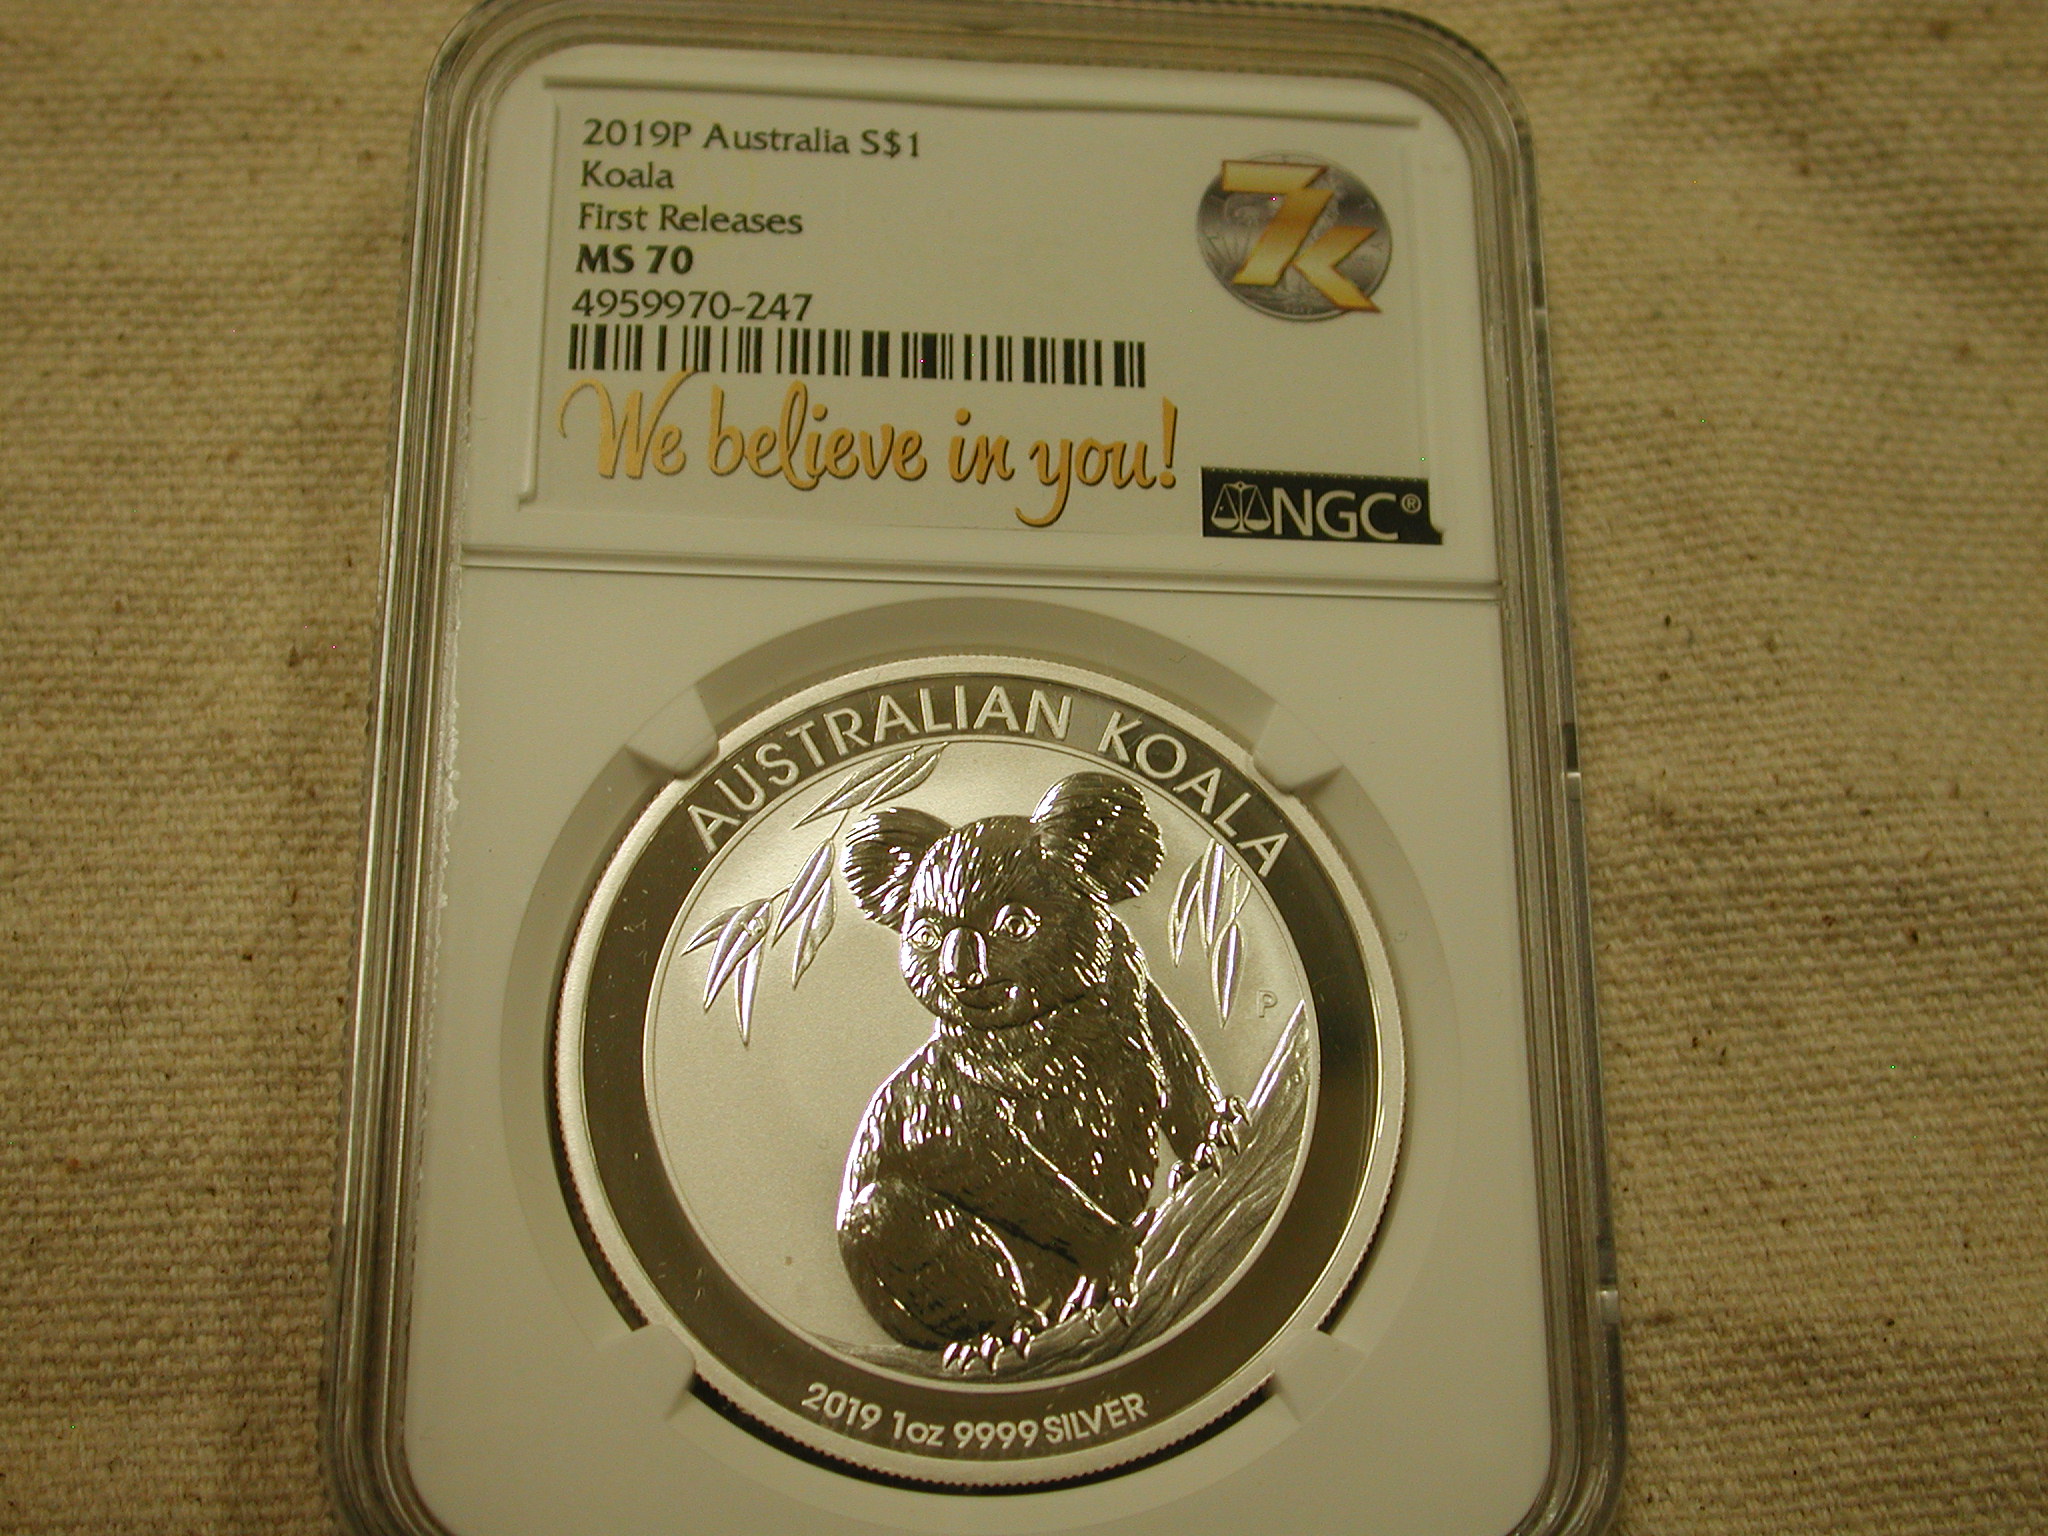 2019P Australia S$1
Koala
First Releases
MS 70
4959970-247
7k
We believe in you!
NGC®
AUSTRALIAN KOALA
P
2019 1oz 9999 SILVER